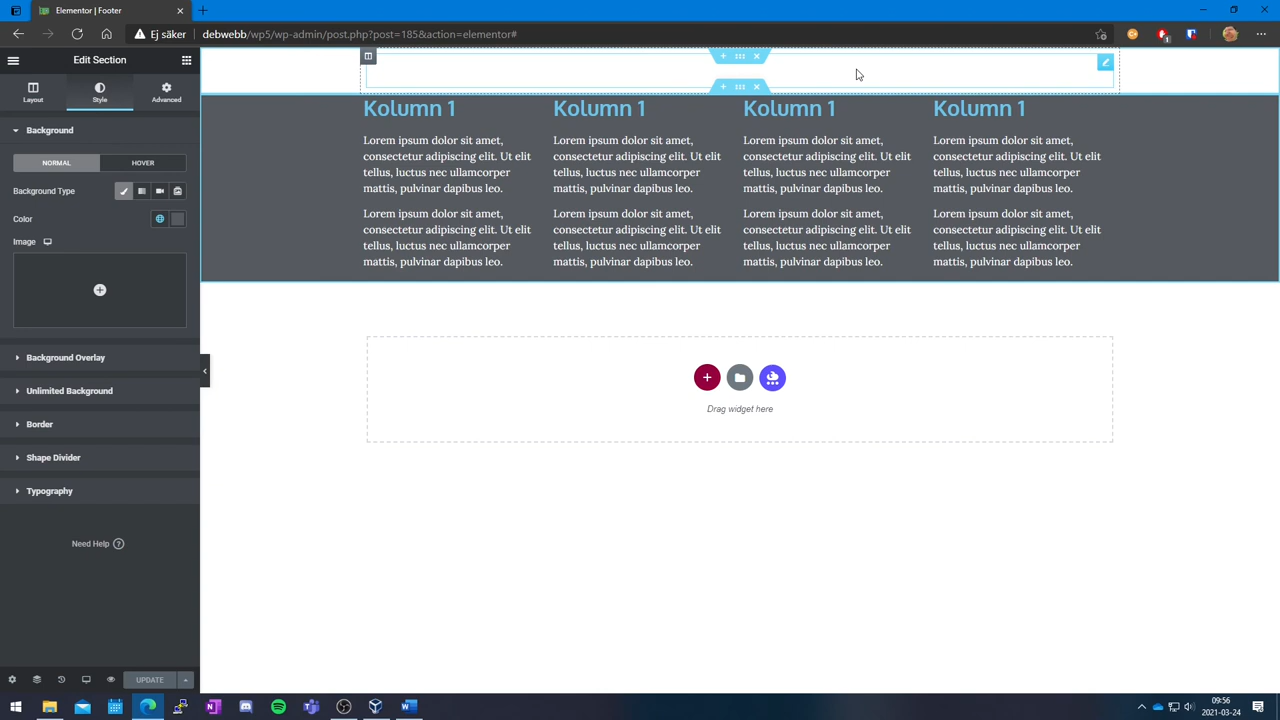 Elementor | Footer
Ej säker
debwebb/wp5/wp-admin/post.php?post=185&action=elementor#
1
Edit Section
Layout
Style
Advanced
Background
NORMAL
HOVER
Background Type
Color
Image
Background Overlay
Premium Background
Border
Shape Divider
Typography
Need Help
UPDATE
Kolumn 1
Lorem ipsum dolor sit amet,
consectetur adipiscing elit. Ut elit
tellus, luctus nec ullamcorper
mattis, pulvinar dapibus leo.
Lorem ipsum dolor sit amet,
consectetur adipiscing elit. Ut elit
tellus, luctus nec ullamcorper
mattis, pulvinar dapibus leo.
Kolumn 1
Lorem ipsum dolor sit amet,
consectetur adipiscing elit. Ut elit
tellus, luctus nec ullamcorper
mattis, pulvinar dapibus leo.
Lorem ipsum dolor sit amet,
consectetur adipiscing elit. Ut elit
tellus, luctus nec ullamcorper
mattis, pulvinar dapibus leo.
Kolumn 1
Lorem ipsum dolor sit amet,
consectetur adipiscing elit. Ut elit
tellus, luctus nec ullamcorper
mattis, pulvinar dapibus leo.
Lorem ipsum dolor sit amet,
consectetur adipiscing elit. Ut elit
tellus, luctus nec ullamcorper
mattis, pulvinar dapibus leo.
Kolumn 1
Lorem ipsum dolor sit amet,
consectetur adipiscing elit. Ut elit
tellus, luctus nec ullamcorper
mattis, pulvinar dapibus leo.
Lorem ipsum dolor sit amet,
consectetur adipiscing elit. Ut elit
tellus, luctus nec ullamcorper
mattis, pulvinar dapibus leo.
Drag widget here
09:56
2021-03-24